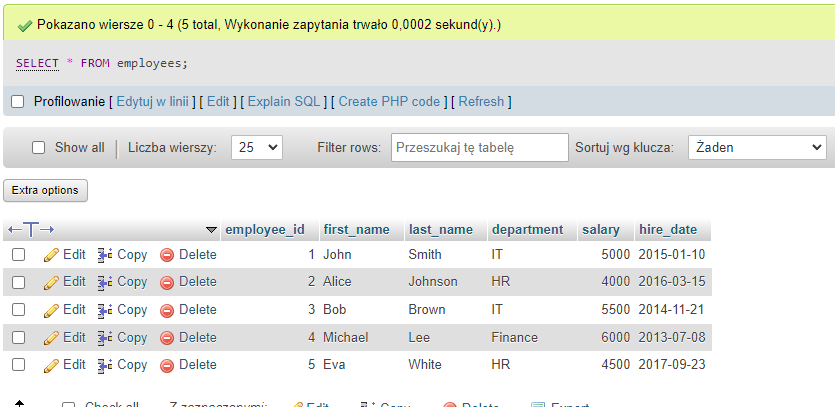 Pokazano wiersze 0 - 4 (5 total, Wykonanie zapytania trwało 0,0002 sekund(y).)
SELECT * FROM employees;
Profilowanie [ Edytuj w linii ] [ Edit ] [ Explain SQL ] [ Create PHP code ] [ Refresh ]
Show all | Liczba wierszy: 25 Filter rows: Przeszukaj tę tabelę Sortuj wg klucza: Żaden
Extra options
employee_id first_name last_name department salary hire_date
Edit Copy Delete 1 John Smith IT 5000 2015-01-10
Edit Copy Delete 2 Alice Johnson HR 4000 2016-03-15
Edit Copy Delete 3 Bob Brown IT 5500 2014-11-21
Edit Copy Delete 4 Michael Lee Finance 6000 2013-07-08
Edit Copy Delete 5 Eva White HR 4500 2017-09-23
Check all Z zaznaczonymi: Edit Copy Delete Export